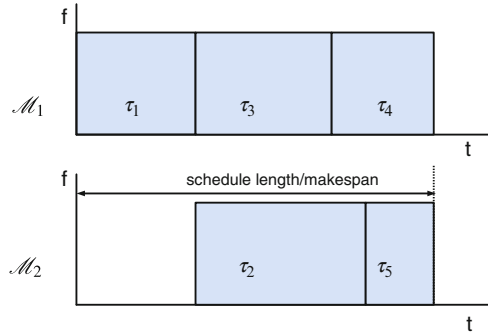 f
ℳ1 τ1 τ3 τ4
t
f schedule length/makespan
ℳ2 τ2 τ5
t